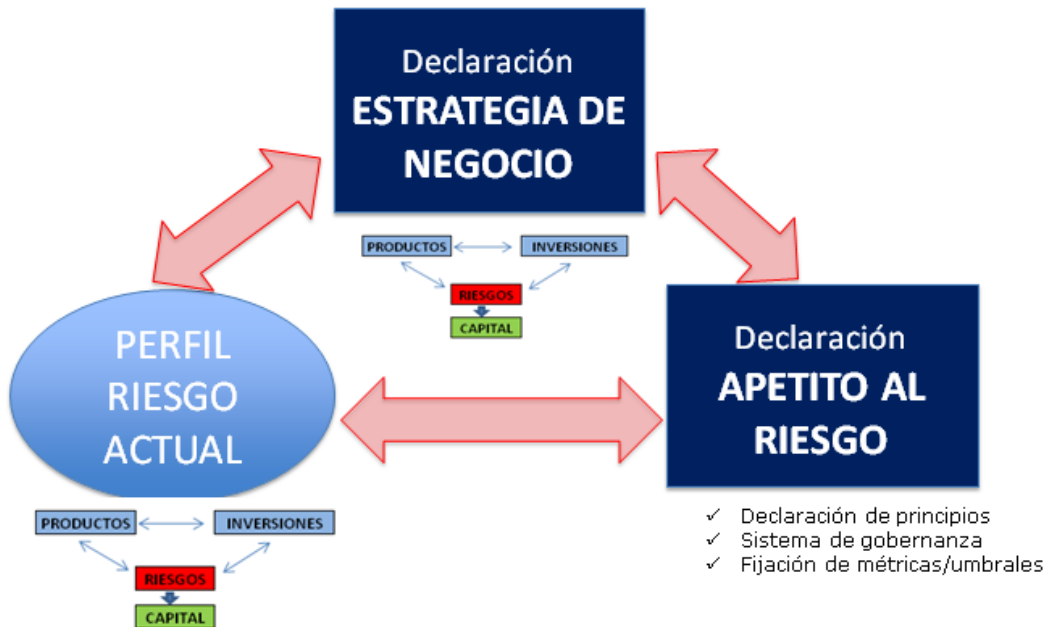 Declaración
ESTRATEGIA DE
NEGOCIO
PRODUCTOS
INVERSIONES
RIESGOS
CAPITAL
PERFIL
RIESGO
ACTUAL
Declaración
APETITO AL
RIESGO
✓ Declaración de principios
✓ Sistema de gobernanza
✓ Fijación de métricas/umbrales
PRODUCTOS
INVERSIONES
RIESGOS
CAPITAL